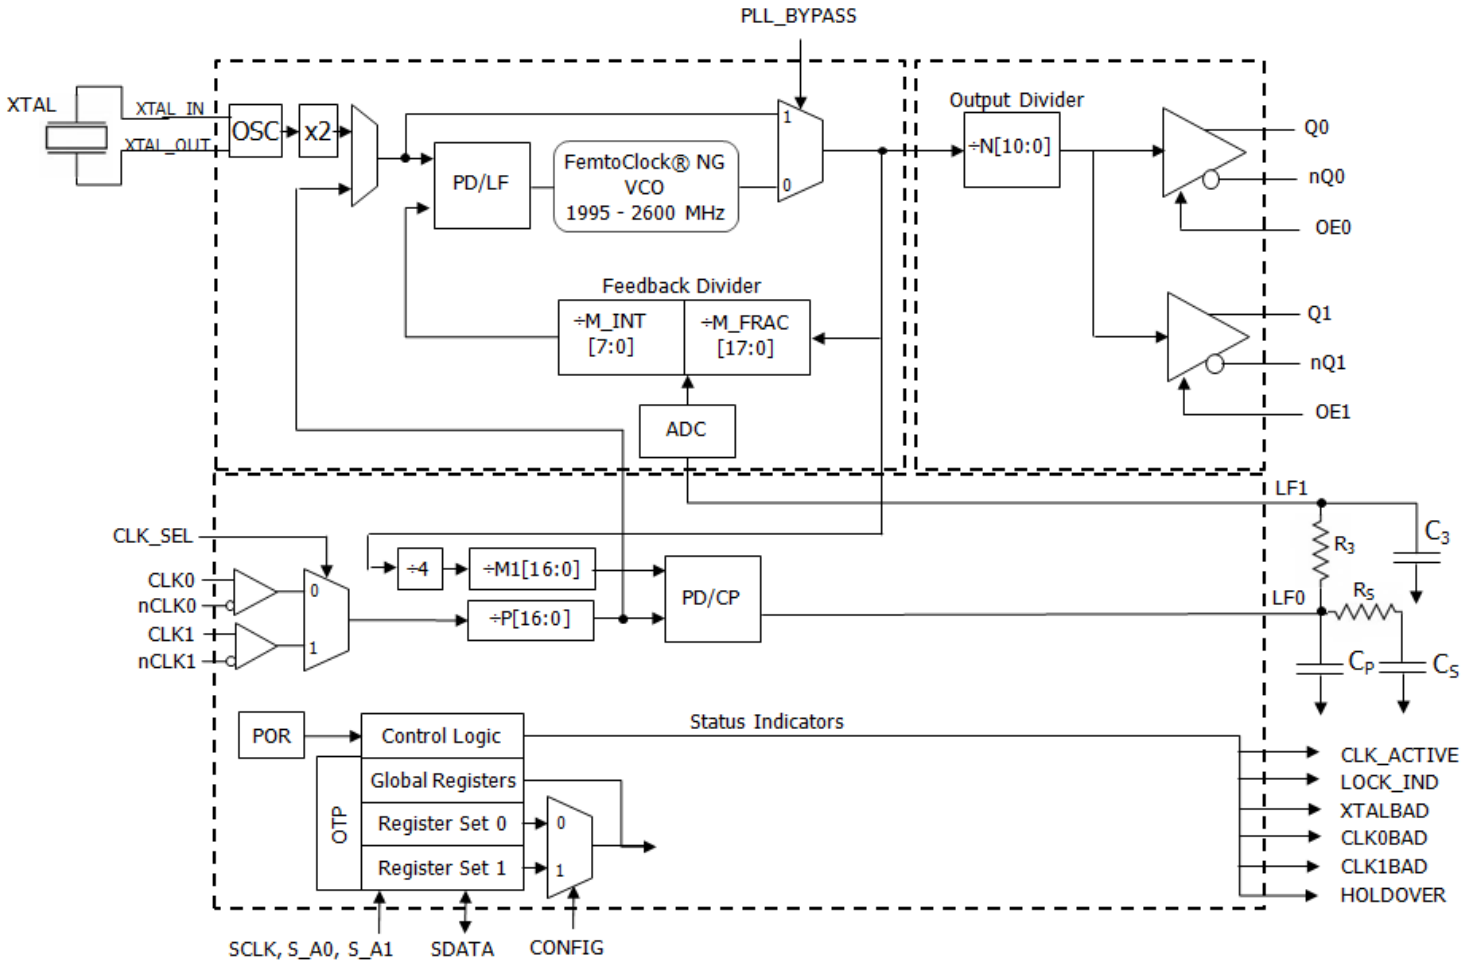 PLL_BYPASS
XTAL
XTAL_IN
XTAL_OUT
OSC
x2
PD/LF
FemtoClock® NG
VCO
1995 - 2600 MHz
1
0
Output Divider
÷N[10:0]
Q0
nQ0
OE0
Feedback Divider
÷M_INT
[7:0]
÷M_FRAC
[17:0]
Q1
nQ1
OE1
ADC
LF1
CLK_SEL
÷4
÷M1[16:0]
PD/CP
R3
C3
CLK0
nCLK0
CLK1
nCLK1
0
1
÷P[16:0]
LF0
RS
CP
CS
POR
Control Logic
Status Indicators
Global Registers
OTP
Register Set 0
Register Set 1
0
1
CLK_ACTIVE
LOCK_IND
XTALBAD
CLK0BAD
CLK1BAD
HOLDOVER
SCLK, S_A0, S_A1
SDATA
CONFIG